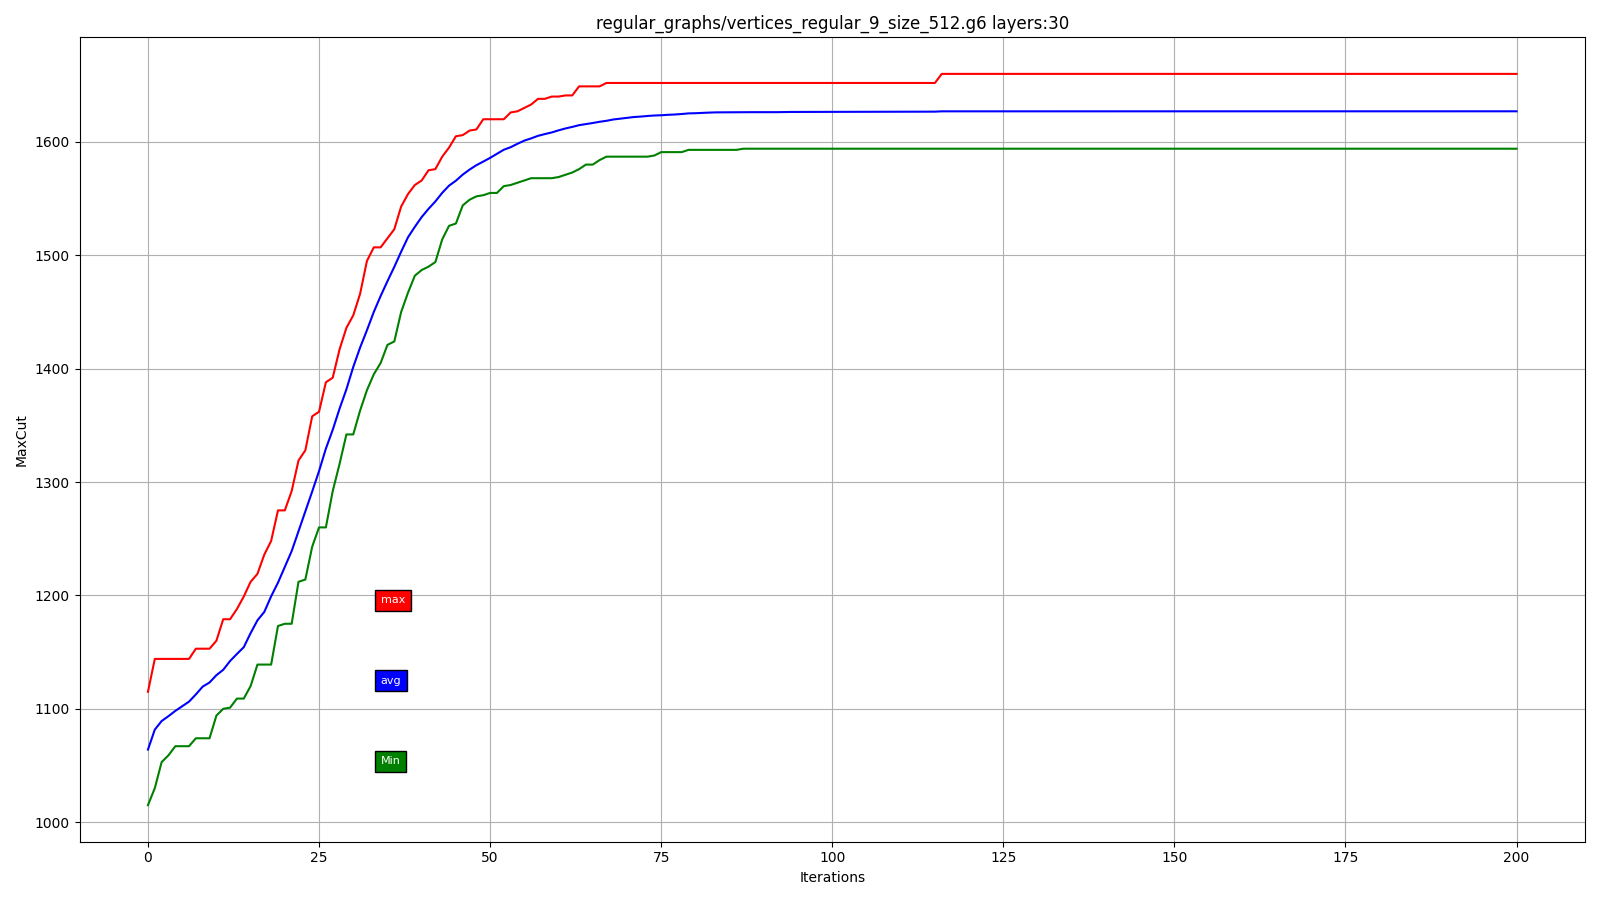 regular_graphs/vertices_regular_9_size_512.g6 layers:30
MaxCut
1600
1500
1400
1300
1200
1100
1000
max
avg
Min
0 25 50 75 100 125 150 175 200
Iterations